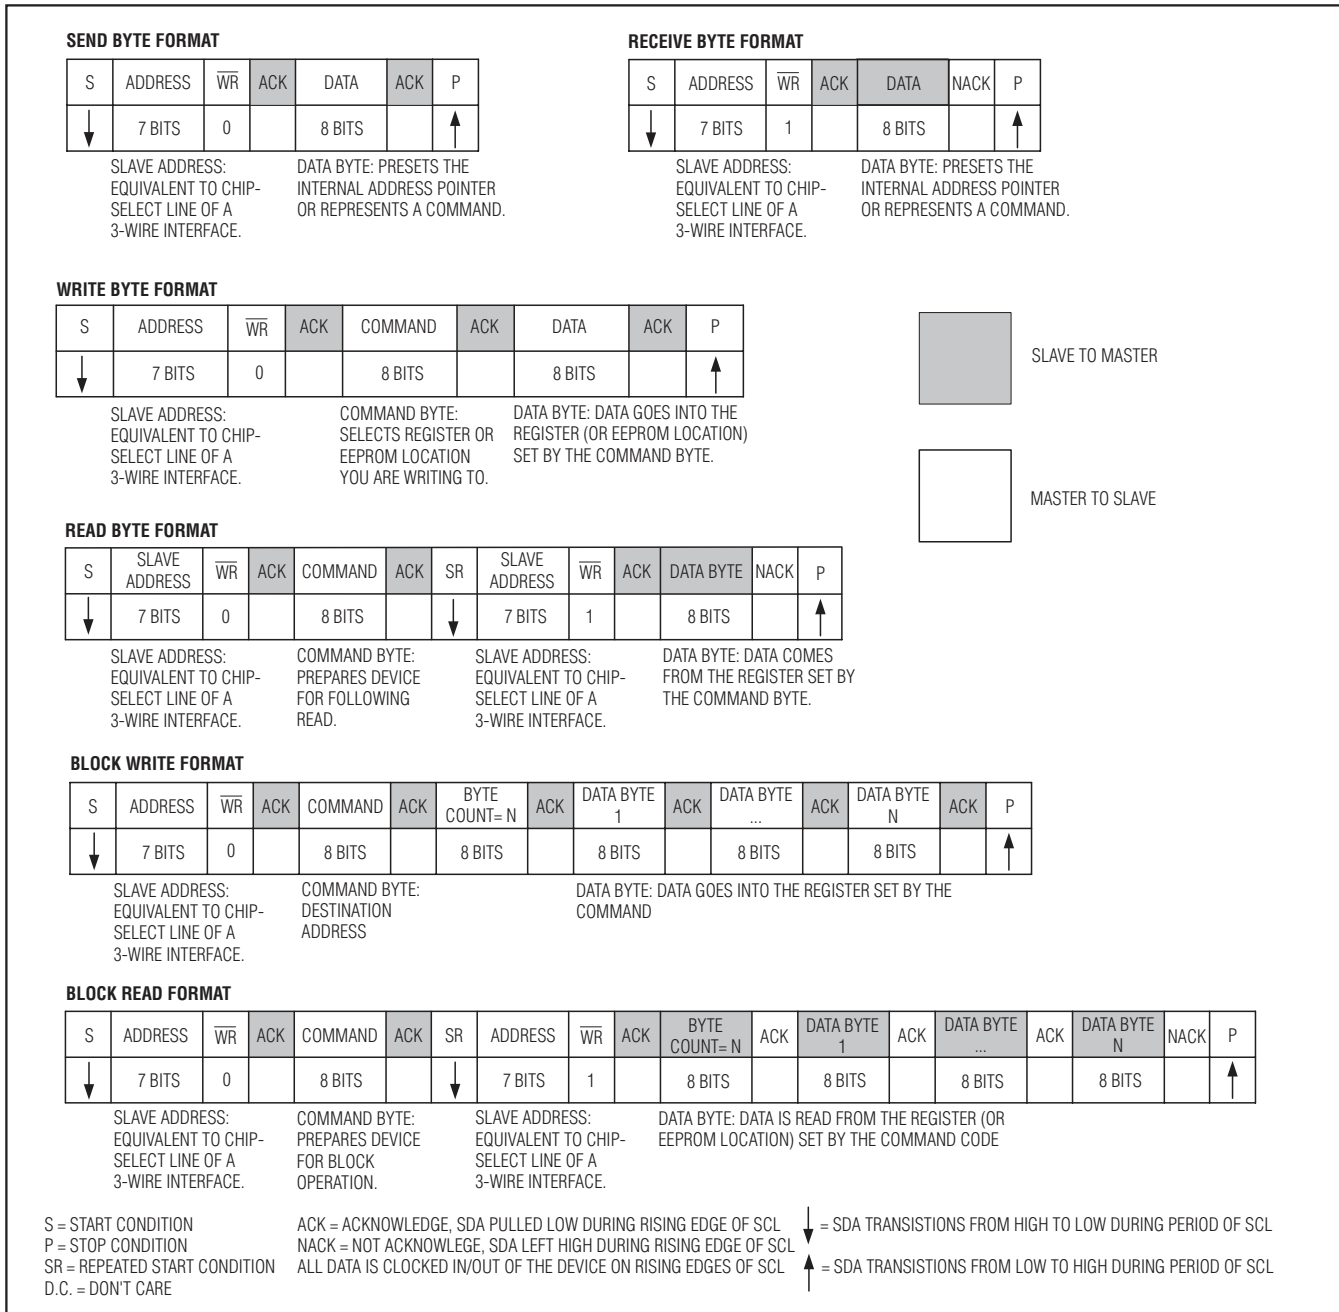 SEND BYTE FORMAT
S ADDRESS WR ACK DATA ACK P
7 BITS 0 8 BITS
SLAVE ADDRESS:
EQUIVALENT TO CHIP-
SELECT LINE OF A
3-WIRE INTERFACE.
DATA BYTE: PRESETS THE
INTERNAL ADDRESS POINTER
OR REPRESENTS A COMMAND.
RECEIVE BYTE FORMAT
S ADDRESS WR ACK DATA NACK P
7 BITS 1 8 BITS
SLAVE ADDRESS:
EQUIVALENT TO CHIP-
SELECT LINE OF A
3-WIRE INTERFACE.
DATA BYTE: PRESETS THE
INTERNAL ADDRESS POINTER
OR REPRESENTS A COMMAND.
WRITE BYTE FORMAT
S ADDRESS WR ACK COMMAND ACK DATA ACK P
7 BITS 0 8 BITS 8 BITS
SLAVE ADDRESS:
EQUIVALENT TO CHIP-
SELECT LINE OF A
3-WIRE INTERFACE.
COMMAND BYTE:
SELECTS REGISTER OR
EEPROM LOCATION
YOU ARE WRITING TO.
DATA BYTE: DATA GOES INTO THE
REGISTER (OR EEPROM LOCATION)
SET BY THE COMMAND BYTE.
SLAVE TO MASTER
MASTER TO SLAVE
READ BYTE FORMAT
S SLAVE ADDRESS WR ACK COMMAND ACK SR SLAVE ADDRESS WR ACK DATA BYTE NACK P
7 BITS 0 8 BITS 7 BITS 1 8 BITS
SLAVE ADDRESS:
EQUIVALENT TO CHIP-
SELECT LINE OF A
3-WIRE INTERFACE.
COMMAND BYTE:
PREPARES DEVICE
FOR FOLLOWING
READ.
SLAVE ADDRESS:
EQUIVALENT TO CHIP-
SELECT LINE OF A
3-WIRE INTERFACE.
DATA BYTE: DATA COMES
FROM THE REGISTER SET BY
THE COMMAND BYTE.
BLOCK WRITE FORMAT
S ADDRESS WR ACK COMMAND ACK BYTE COUNT= N ACK DATA BYTE 1 ACK DATA BYTE ... ACK DATA BYTE N ACK P
7 BITS 0 8 BITS 8 BITS 8 BITS 8 BITS 8 BITS
SLAVE ADDRESS:
EQUIVALENT TO CHIP-
SELECT LINE OF A
3-WIRE INTERFACE.
COMMAND BYTE:
DESTINATION
ADDRESS
DATA BYTE: DATA GOES INTO THE REGISTER SET BY THE
COMMAND
BLOCK READ FORMAT
S ADDRESS WR ACK COMMAND ACK SR ADDRESS WR ACK BYTE COUNT= N ACK DATA BYTE 1 ACK DATA BYTE ... ACK DATA BYTE N NACK P
7 BITS 0 8 BITS 7 BITS 1 8 BITS 8 BITS 8 BITS 8 BITS
SLAVE ADDRESS:
EQUIVALENT TO CHIP-
SELECT LINE OF A
3-WIRE INTERFACE.
COMMAND BYTE:
PREPARES DEVICE
FOR BLOCK
OPERATION.
SLAVE ADDRESS:
EQUIVALENT TO CHIP-
SELECT LINE OF A
3-WIRE INTERFACE.
DATA BYTE: DATA IS READ FROM THE REGISTER (OR
EEPROM LOCATION) SET BY THE COMMAND CODE
S = START CONDITION
P = STOP CONDITION
SR = REPEATED START CONDITION
D.C. = DON'T CARE
ACK = ACKNOWLEDGE, SDA PULLED LOW DURING RISING EDGE OF SCL
NACK = NOT ACKNOWLEGE, SDA LEFT HIGH DURING RISING EDGE OF SCL
ALL DATA IS CLOCKED IN/OUT OF THE DEVICE ON RISING EDGES OF SCL
= SDA TRANSISTIONS FROM HIGH TO LOW DURING PERIOD OF SCL
= SDA TRANSISTIONS FROM LOW TO HIGH DURING PERIOD OF SCL